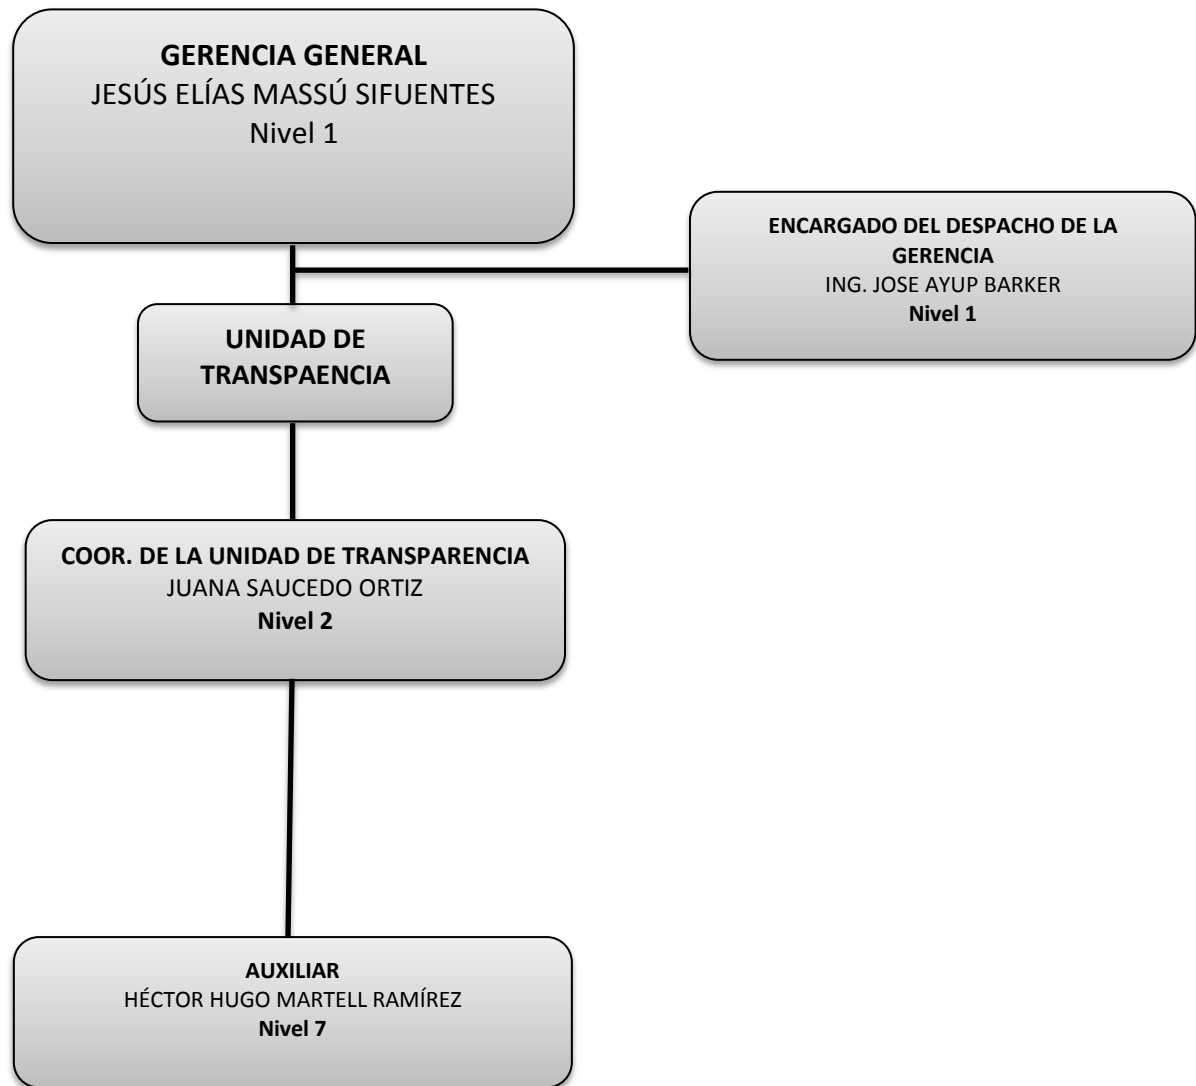 GERENCIA GENERAL
JESÚS ELÍAS MASSÚ SIFUENTES
Nivel 1
ENCARGADO DEL DESPACHO DE LA
GERENCIA
ING. JOSE AYUP BARKER
Nivel 1
UNIDAD DE
TRANSPAENCIA
COOR. DE LA UNIDAD DE TRANSPARENCIA
JUANA SAUCEDO ORTIZ
Nivel 2
AUXILIAR
HÉCTOR HUGO MARTELL RAMÍREZ
Nivel 7